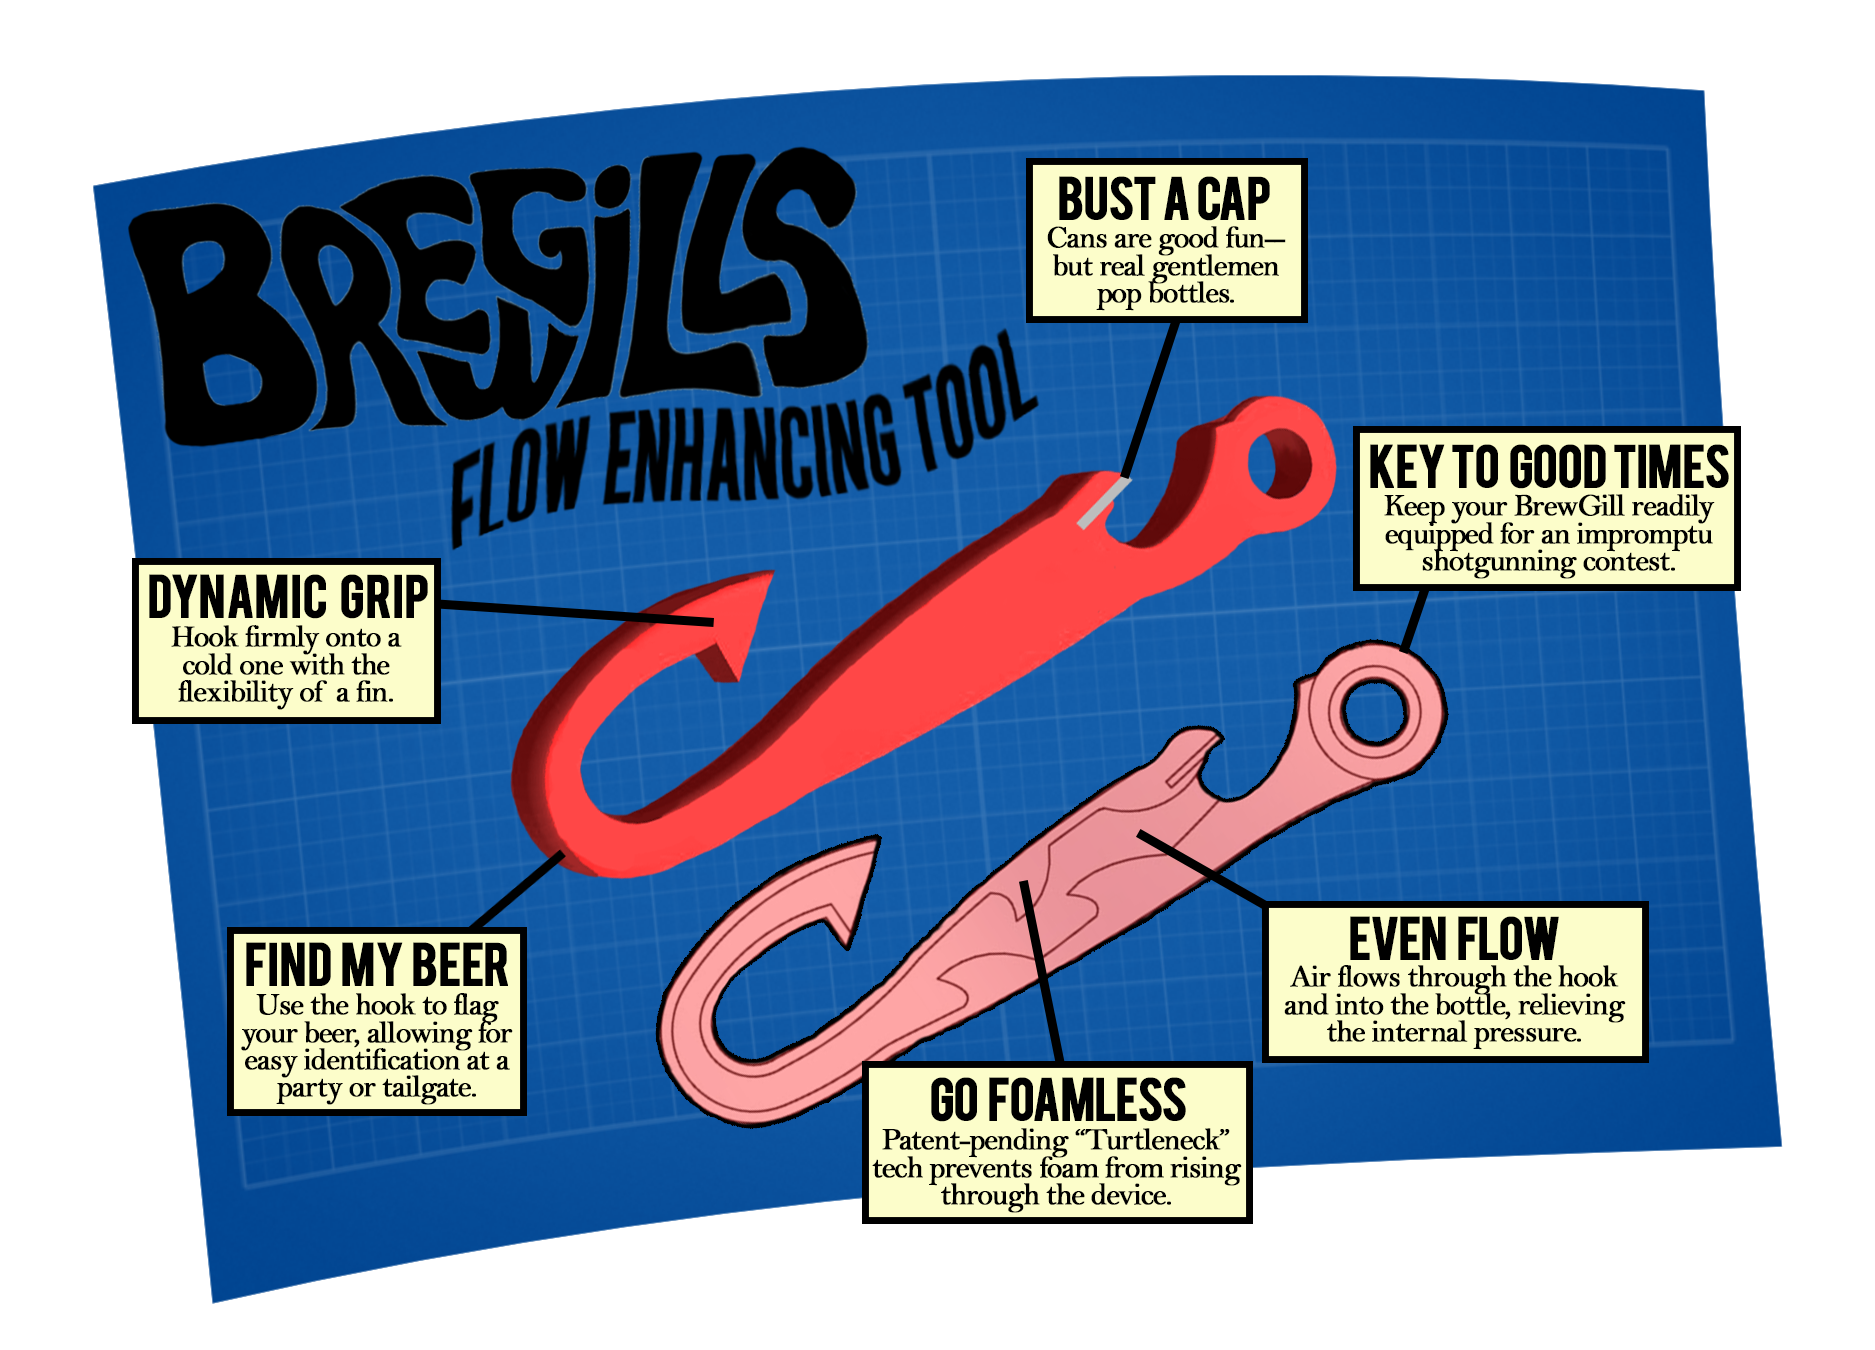 BREWGILLS
FLOW ENHANCING TOOL
BUST A CAP
Cans are good fun—
but real gentlemen
pop bottles.
KEY TO GOOD TIMES
Keep your BrewGill readily
equipped for an impromptu
shotgunning contest.
DYNAMIC GRIP
Hook firmly onto a
cold one with the
flexibility of a fin.
FIND MY BEER
Use the hook to flag
your beer, allowing for
easy identification at a
party or tailgate.
EVEN FLOW
Air flows through the hook
and into the bottle, relieving
the internal pressure.
GO FOAMLESS
Patent-pending “Turtleneck”
tech prevents foam from rising
through the device.